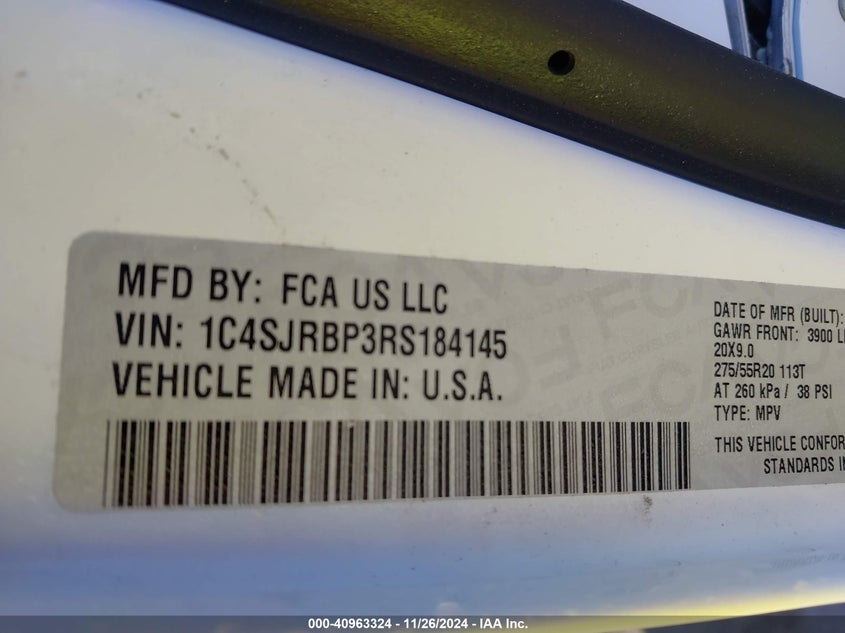 MFD BY: FCA US LLC
VIN: 1C4SJRBP3RS184145
VEHICLE MADE IN: U.S.A.
DATE OF MFR (BUILT):
GAWR FRONT: 3900
20X9.0
275/55R20 113T
AT 260 kPa / 38 PSI
TYPE: MPV
THIS VEHICLE
STANDARDS
000-40963324 - 11/26/2024 - IAA Inc.